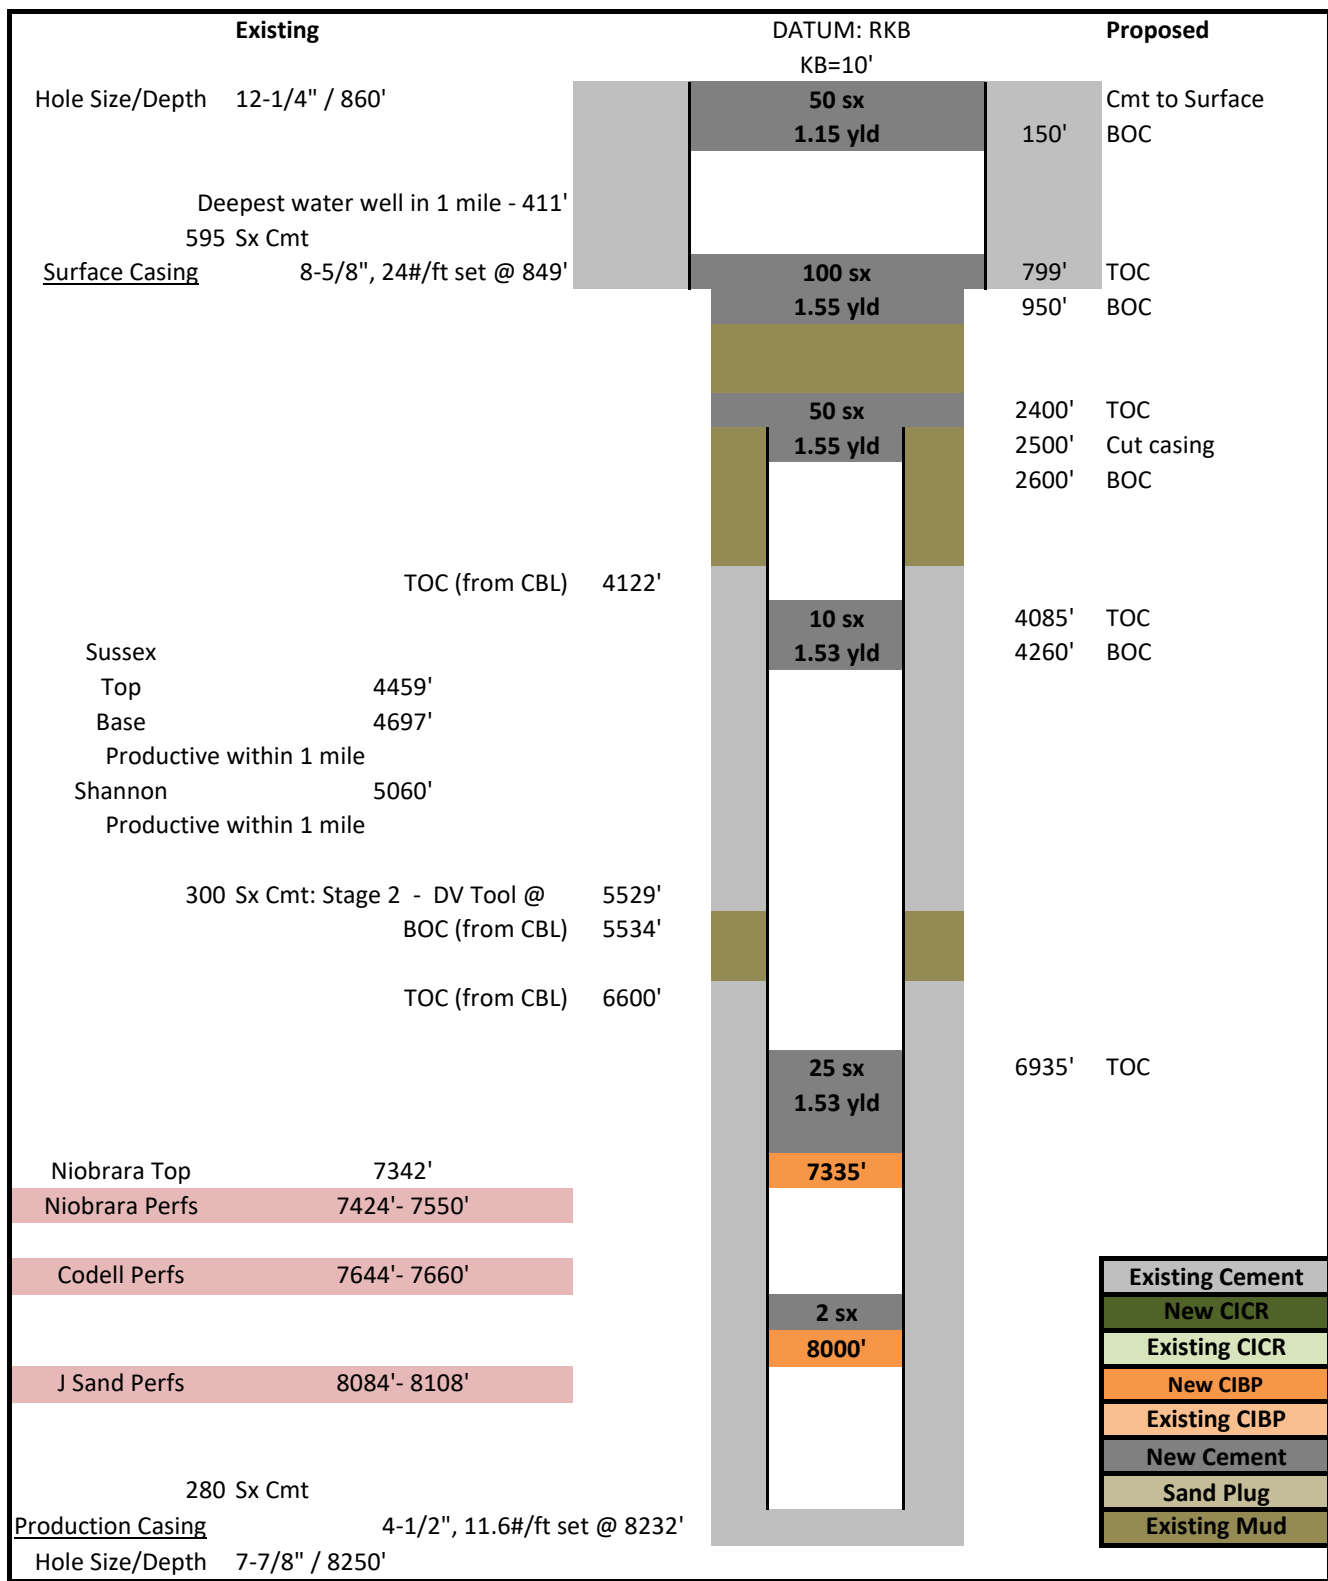 Existing DATUM: RKB Proposed
KB=10'
Hole Size/Depth 12-1/4" / 860' 50 sx Cmt to Surface
1.15 yld 150' BOC
Deepest water well in 1 mile - 411'
595 Sx Cmt
Surface Casing 8-5/8", 24#/ft set @ 849' 100 sx 799' TOC
1.55 yld 950' BOC
50 sx 2400' TOC
1.55 yld 2500' Cut casing
2600' BOC
TOC (from CBL) 4122'
10 sx 4085' TOC
Sussex 1.53 yld 4260' BOC
Top 4459'
Base 4697'
Productive within 1 mile
Shannon 5060'
Productive within 1 mile
300 Sx Cmt: Stage 2 - DV Tool @ 5529'
BOC (from CBL) 5534'
TOC (from CBL) 6600'
25 sx 6935' TOC
1.53 yld
Niobrara Top 7342' 7335'
Niobrara Perfs 7424'- 7550'
Codell Perfs 7644'- 7660' Existing Cement
2 sx New CICR
8000' Existing CICR
J Sand Perfs 8084'- 8108' New CIBP
Existing CIBP
New Cement
280 Sx Cmt Sand Plug
Production Casing 4-1/2", 11.6#/ft set @ 8232' Existing Mud
Hole Size/Depth 7-7/8" / 8250'